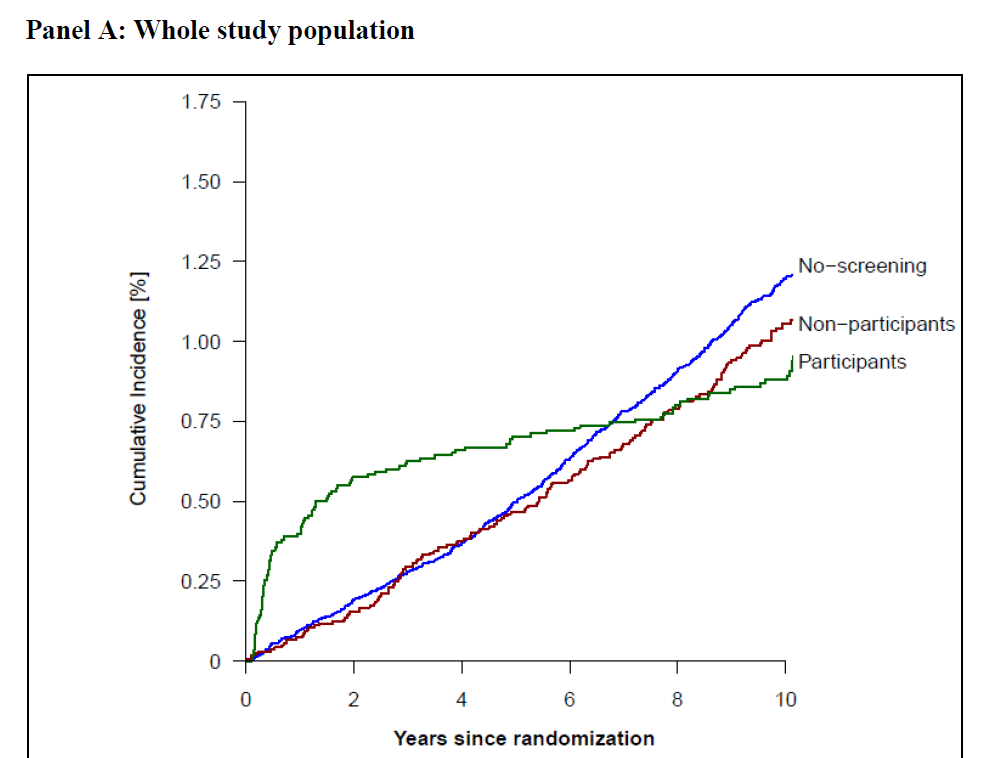 Panel A: Whole study population
1.75
1.50
1.25
1.00
0.75
0.50
0.25
0
Cumulative Incidence [%]
No−screening
Non−participants
Participants
0 2 4 6 8 10
Years since randomization